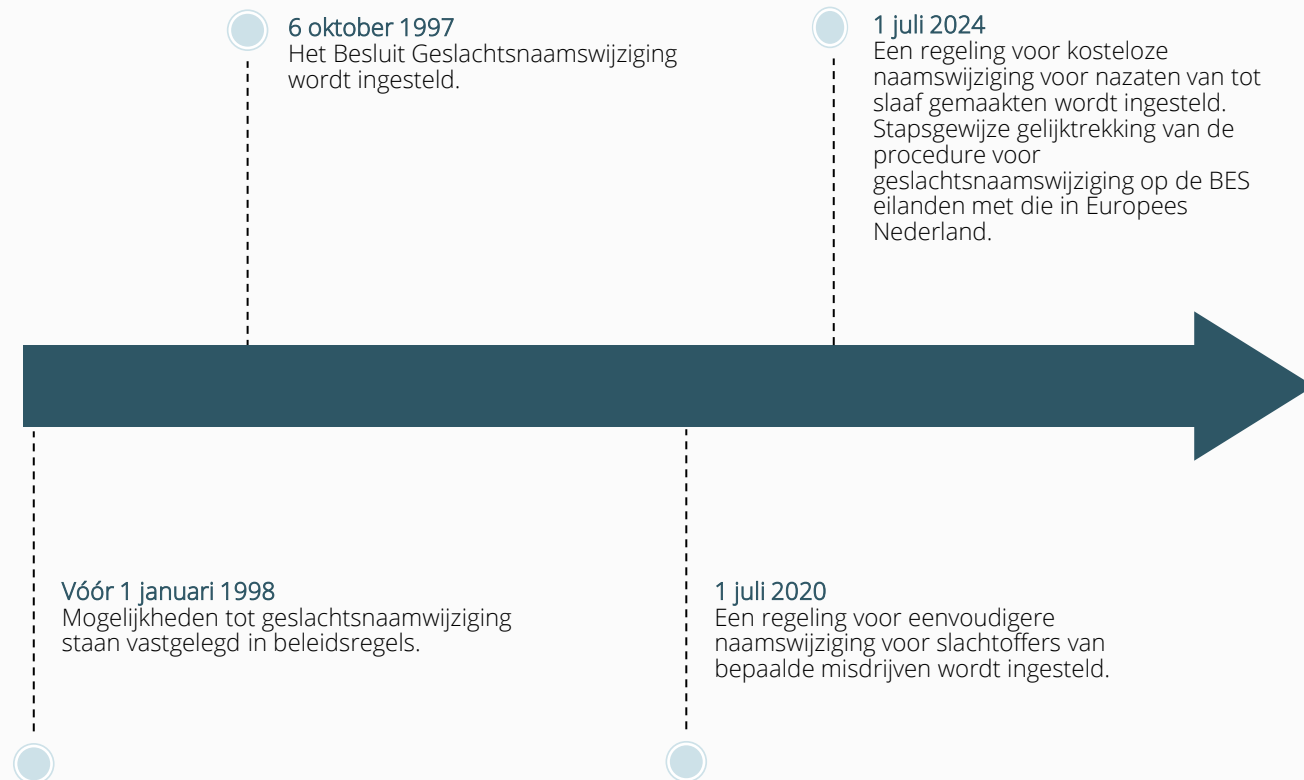 6 oktober 1997
Het Besluit Geslachtsnaamswijziging
wordt ingesteld.
1 juli 2024
Een regeling voor kosteloze
naamswijziging voor nazaten van tot
slaaf gemaakten wordt ingesteld.
Stapsgewijze gelijktrekking van de
procedure voor
geslachtsnaamswijziging op de BES
eilanden met die in Europees
Nederland.
Vóór 1 januari 1998
Mogelijkheden tot geslachtsnaamwijziging
staan vastgelegd in beleidsregels.
1 juli 2020
Een regeling voor eenvoudigere
naamswijziging voor slachtoffers van
bepaalde misdrijven wordt ingesteld.